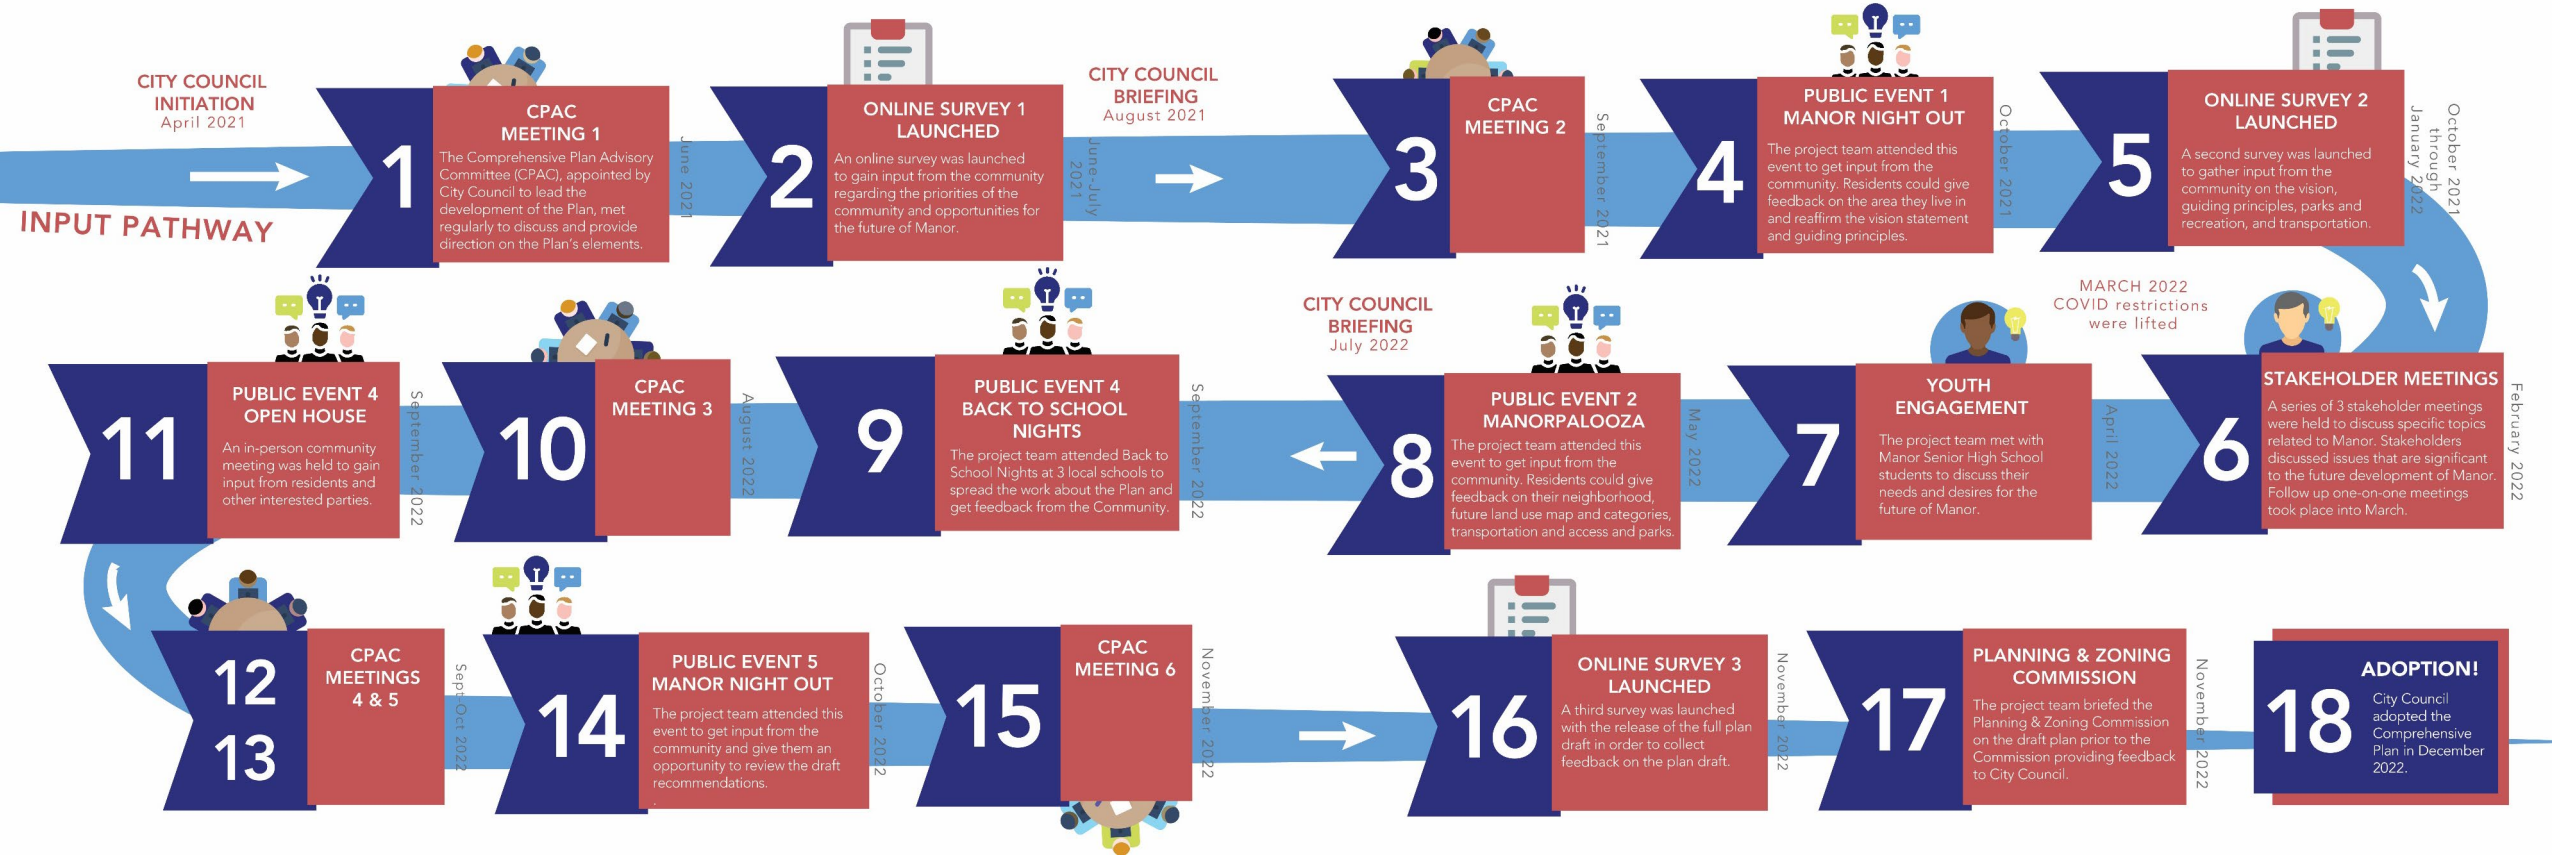 CITY COUNCIL
INITIATION
April 2021
INPUT PATHWAY
1
CPAC
MEETING 1
The Comprehensive Plan Advisory
Committee (CPAC), appointed by
City Council to lead the
development of the Plan, met
regularly to discuss and provide
direction on the Plan's elements.
June 2021
2
ONLINE SURVEY 1
LAUNCHED
An online survey was launched
to gain input from the community
regarding the priorities of the
community and opportunities for
the future of Manor.
June-July
2021
CITY COUNCIL
BRIEFING
August 2021
3
CPAC
MEETING 2
September 2021
4
PUBLIC EVENT 1
MANOR NIGHT OUT
The project team attended this
event to get input from the
community. Residents could give
feedback on the area they live in
and reaffirm the vision statement
and guiding principles.
October 2021
5
ONLINE SURVEY 2
LAUNCHED
A second survey was launched
to gather input from the
community on the vision,
guiding principles, parks and
recreation, and transportation.
October 2021
through
January 2022
6
STAKEHOLDER MEETINGS
A series of 3 stakeholder meetings
were held to discuss specific topics
related to Manor. Stakeholders
discussed issues that are significant
to the future development of Manor.
Follow up one-on-one meetings
took place into March.
February 2022
MARCH 2022
COVID restrictions
were lifted
7
YOUTH
ENGAGEMENT
The project team met with
Manor Senior High School
students to discuss their
needs and desires for the
future of Manor.
April 2022
8
PUBLIC EVENT 2
MANORPALOOZA
The project team attended this
event to get input from the
community. Residents could give
feedback on their neighborhood,
future land use map and categories,
transportation and access and parks.
May 2022
CITY COUNCIL
BRIEFING
July 2022
9
PUBLIC EVENT 4
BACK TO SCHOOL
NIGHTS
The project team attended Back to
School Nights at 3 local schools to
spread the work about the Plan and
get feedback from the Community.
September 2022
10
CPAC
MEETING 3
August 2022
11
PUBLIC EVENT 4
OPEN HOUSE
An in-person community
meeting was held to gain
input from residents and
other interested parties.
September 2022
12
13
CPAC
MEETINGS
4 & 5
Sept-Oct 2022
14
PUBLIC EVENT 5
MANOR NIGHT OUT
The project team attended this
event to get input from the
community and give them an
opportunity to review the draft
recommendations.
.
October 2022
15
CPAC
MEETING 6
November 2022
16
ONLINE SURVEY 3
LAUNCHED
A third survey was launched
with the release of the full plan
draft in order to collect
feedback on the plan draft.
November 2022
17
PLANNING & ZONING
COMMISSION
The project team briefed the
Planning & Zoning Commission
on the draft plan prior to the
Commission providing feedback
to City Council.
November 2022
18
ADOPTION!
City Council
adopted the
Comprehensive
Plan in December
2022.